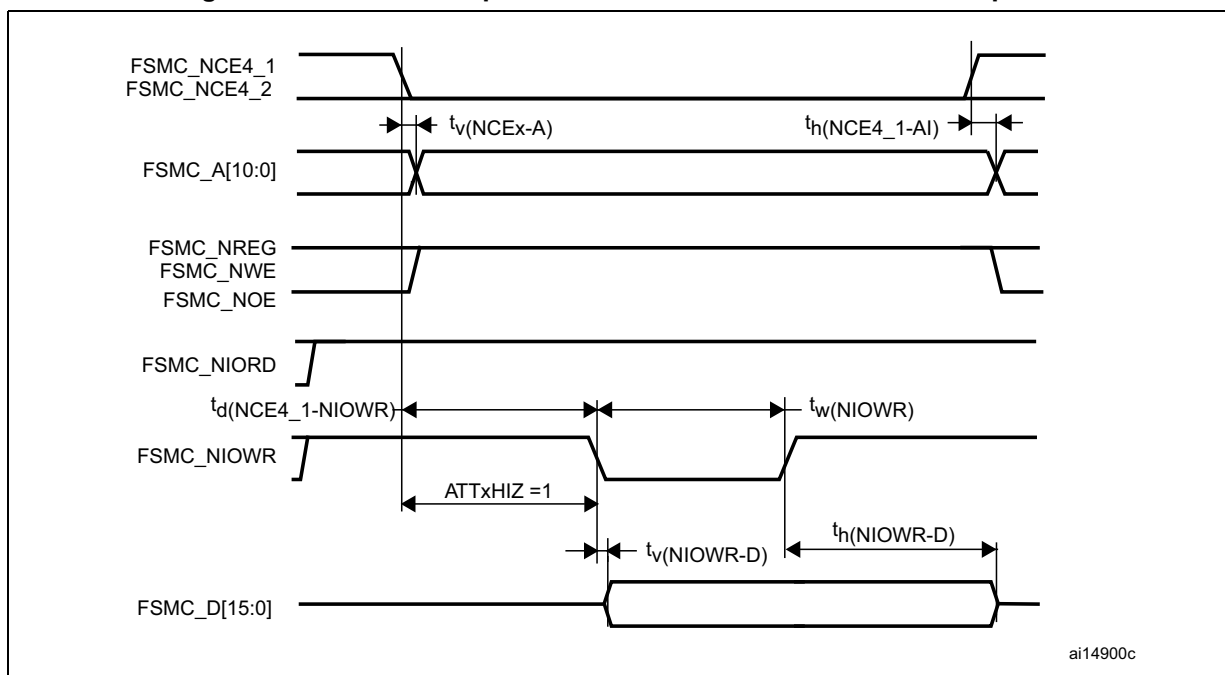 FSMC_NCE4_1
FSMC_NCE4_2
tv(NCEx-A)
th(NCE4_1-AI)
FSMC_A[10:0]
FSMC_NREG
FSMC_NWE
FSMC_NOE
FSMC_NIORD
td(NCE4_1-NIOWR)
tw(NIOWR)
FSMC_NIOWR
ATTxHIZ =1
th(NIOWR-D)
tv(NIOWR-D)
FSMC_D[15:0]
ai14900c